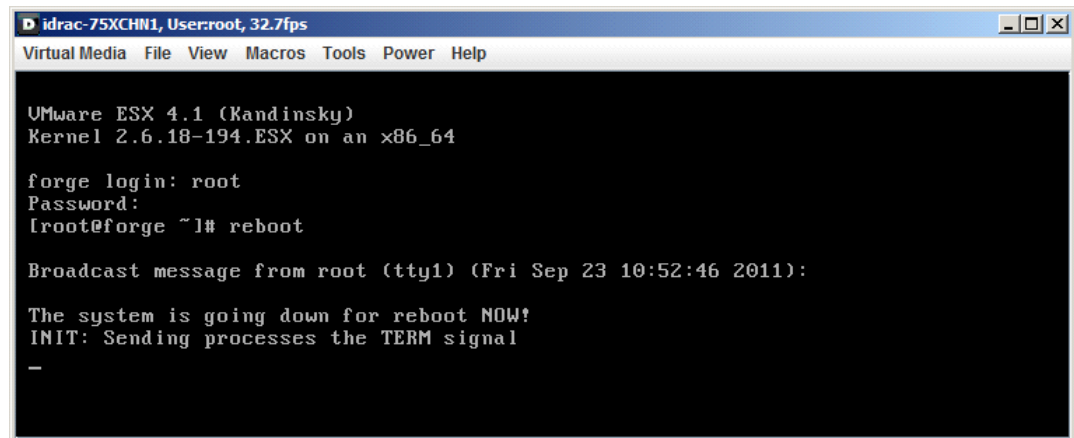 idrac-75XCHN1, User:root, 32.7fps
Virtual Media File View Macros Tools Power Help
VMware ESX 4.1 (Kandinsky)
Kernel 2.6.18-194.ESX on an x86_64
forge login: root
Password:
[root@forge ~]# reboot
Broadcast message from root (tty1) (Fri Sep 23 10:52:46 2011):
The system is going down for reboot NOW!
INIT: Sending processes the TERM signal